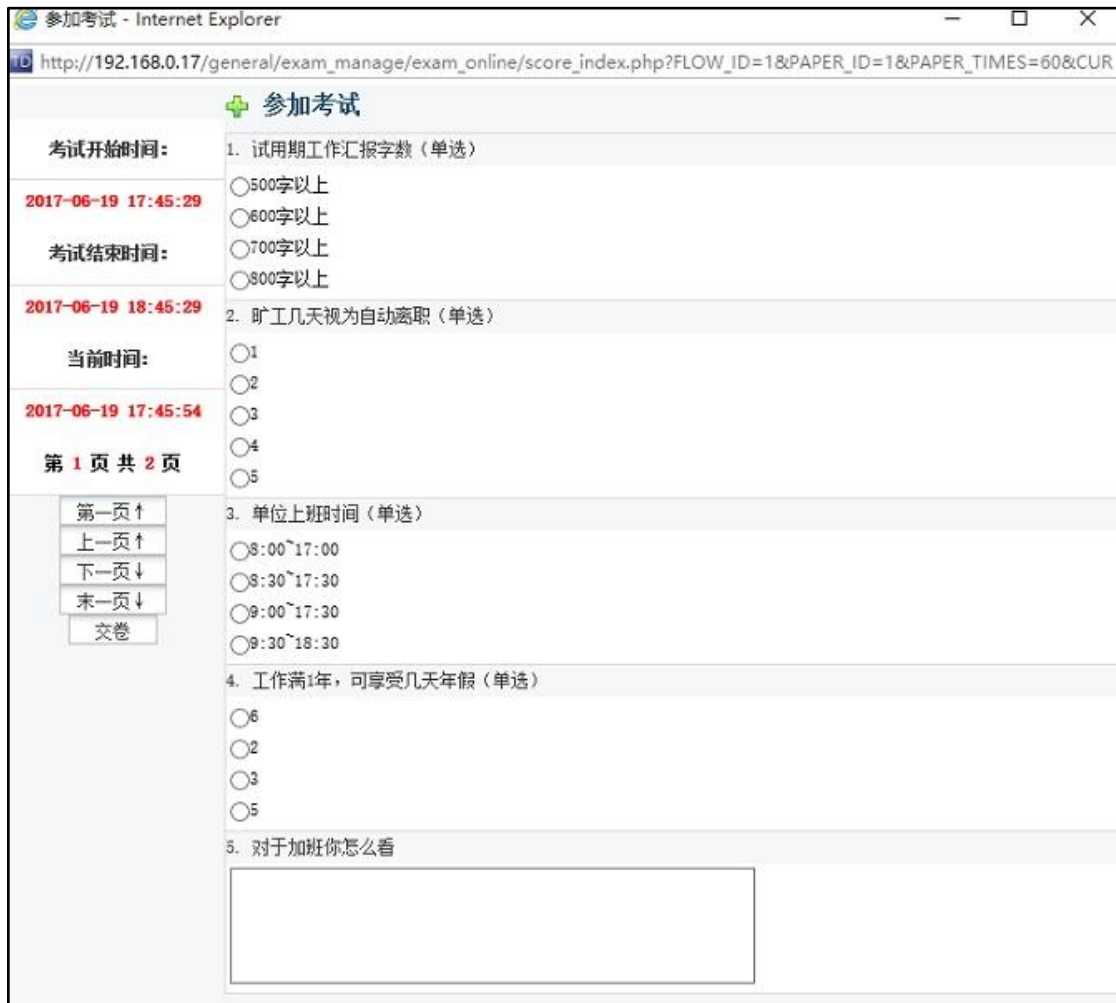 参加考试 - Internet Explorer
http://192.168.0.17/general/exam_manage/exam_online/score_index.php?FLOW_ID=1&PAPER_ID=1&PAPER_TIMES=60&CUR
参加考试
考试开始时间：
2017-06-19 17:45:29
考试结束时间：
2017-06-19 18:45:29
当前时间：
2017-06-19 17:45:54
第 1 页 共 2 页
第一页↑
上一页↑
下一页↓
末一页↓
交卷
1. 试用期工作汇报字数（单选）
500字以上
600字以上
700字以上
800字以上
2. 旷工几天视为自动离职（单选）
1
2
3
4
5
3. 单位上班时间（单选）
8:00~17:00
8:30~17:30
9:00~17:30
9:30~18:30
4. 工作满1年，可享受几天年假（单选）
6
2
3
5
5. 对于加班你怎么看